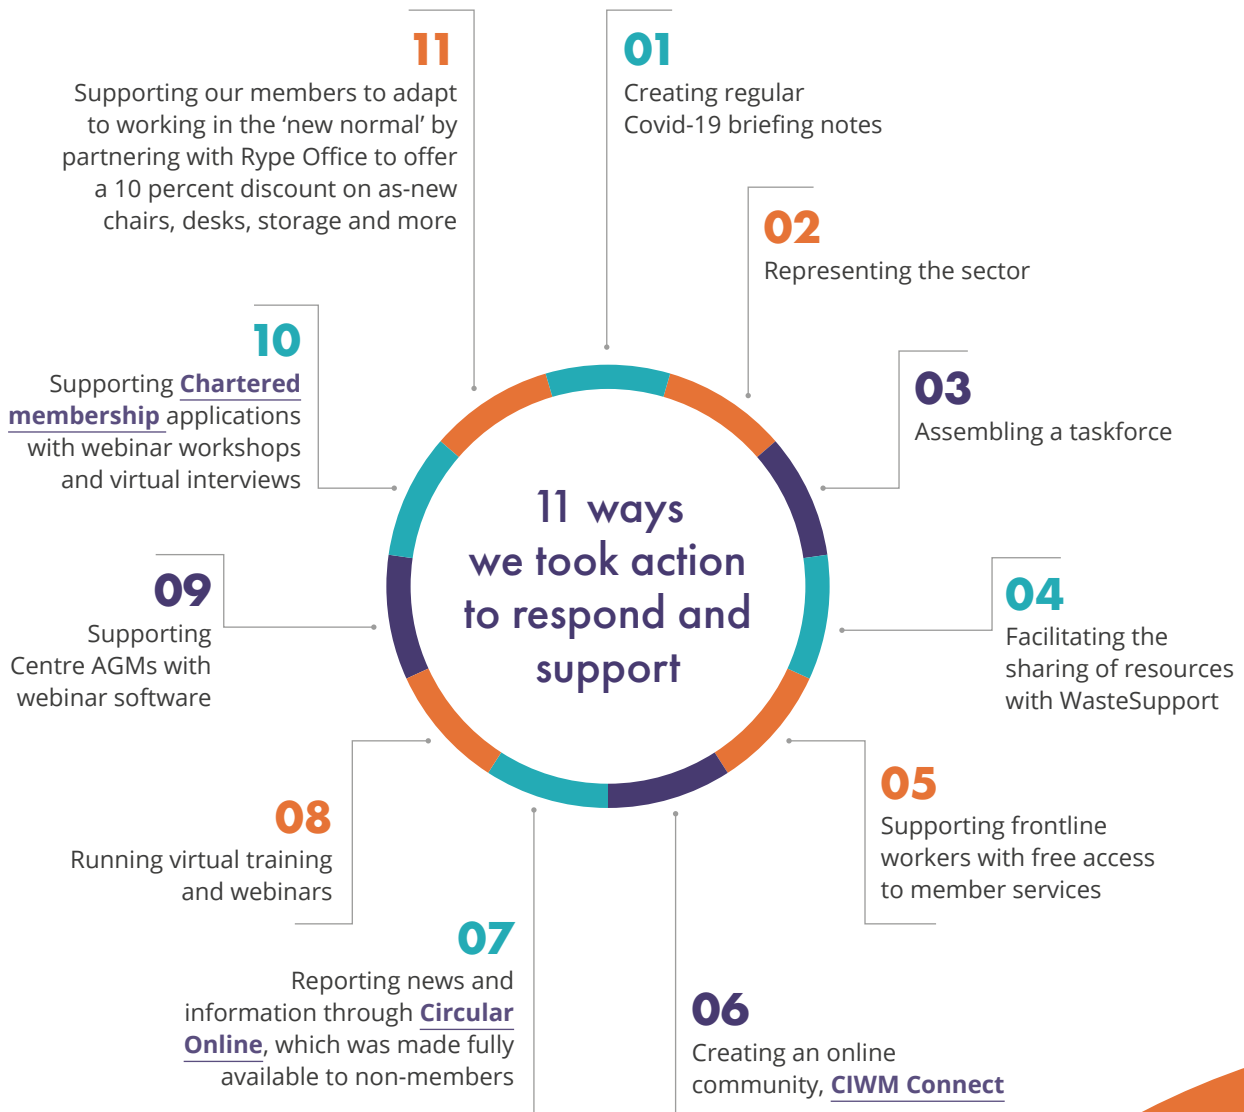 11 ways
we took action
to respond and
support
01
Creating regular
Covid-19 briefing notes
02
Representing the sector
03
Assembling a taskforce
04
Facilitating the
sharing of resources
with WasteSupport
05
Supporting frontline
workers with free access
to member services
06
Creating an online
community, CIWM Connect
07
Reporting news and
information through Circular
Online, which was made fully
available to non-members
08
Running virtual training
and webinars
09
Supporting
Centre AGMs with
webinar software
10
Supporting Chartered
membership applications
with webinar workshops
and virtual interviews
11
Supporting our members to adapt
to working in the ‘new normal’ by
partnering with Rype Office to offer
a 10 percent discount on as-new
chairs, desks, storage and more